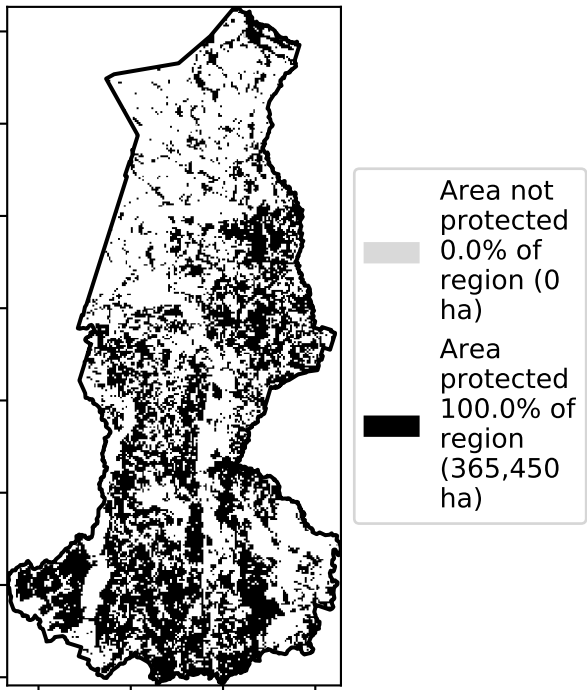 Area not
protected
0.0% of
region (0
ha)
Area
protected
100.0% of
region
(365,450
ha)